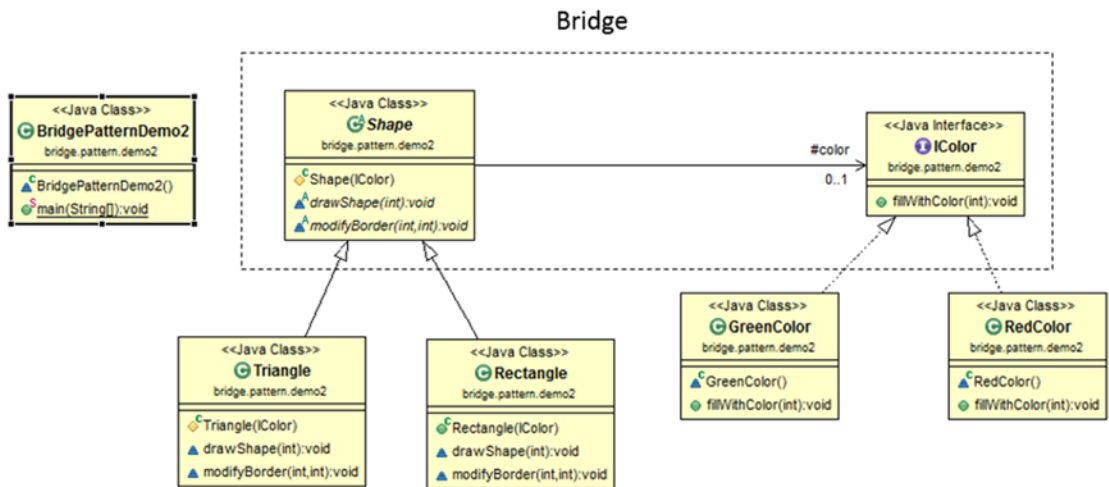 Bridge
<<Java Class>>
BridgePatternDemo2
bridge.pattern.demo2
BridgePatternDemo2()
main(String[]):void
<<Java Class>>
Shape
bridge.pattern.demo2
Shape(IColor)
drawShape(int):void
modifyBorder(int,int):void
#color
0..1
<<Java Interface>>
IColor
bridge.pattern.demo2
fillWithColor(int):void
<<Java Class>>
Triangle
bridge.pattern.demo2
Triangle(IColor)
drawShape(int):void
modifyBorder(int,int):void
<<Java Class>>
Rectangle
bridge.pattern.demo2
Rectangle(IColor)
drawShape(int):void
modifyBorder(int,int):void
<<Java Class>>
GreenColor
bridge.pattern.demo2
GreenColor()
fillWithColor(int):void
<<Java Class>>
RedColor
bridge.pattern.demo2
RedColor()
fillWithColor(int):void